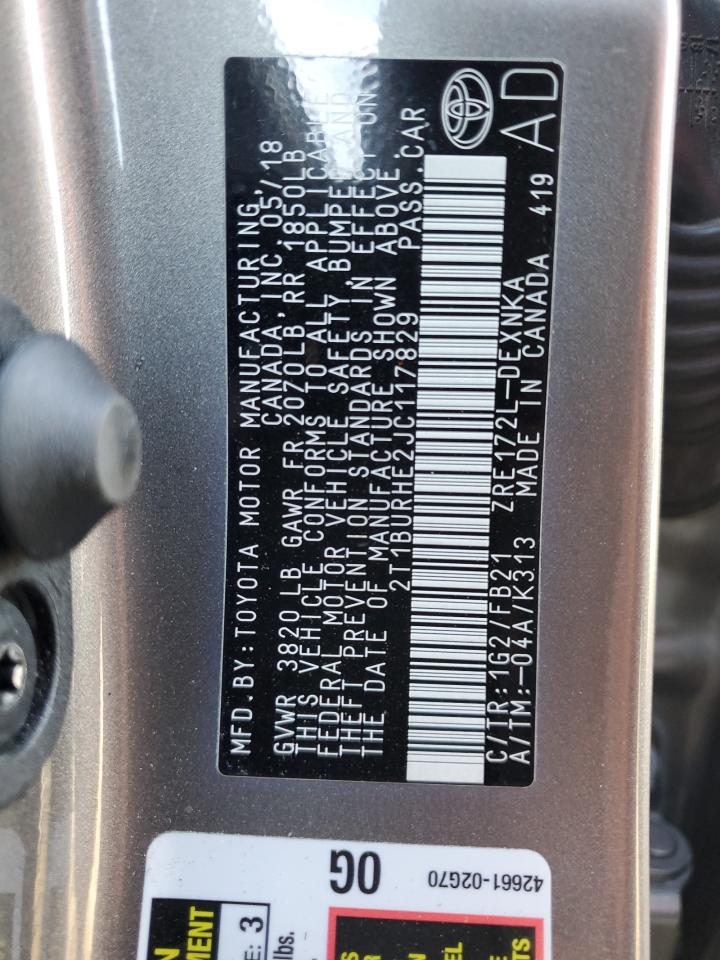 MFD.BY:TOYOTA MOTOR MANUFACTURING,
CANADA,INC.05/18
GVWR 3820 LB GAWR FR 2070LB RR 1850LB
THIS VEHICLE CONFORMS TO ALL APPLICABLE
FEDERAL MOTOR VEHICLE SAFETY, BUMPER AND
THEFT PREVENTION STANDARDS IN EFFECT ON
THE DATE OF MANUFACTURE SHOWN ABOVE.
2T1BURHE2JC117829 PASS.CAR
C/TR:1G2/FB21 ZRE172L-DEXNKA
A/TM:-04A/K313 MADE IN CANADA 419
AD
0G
42661-02G70
3
lbs.